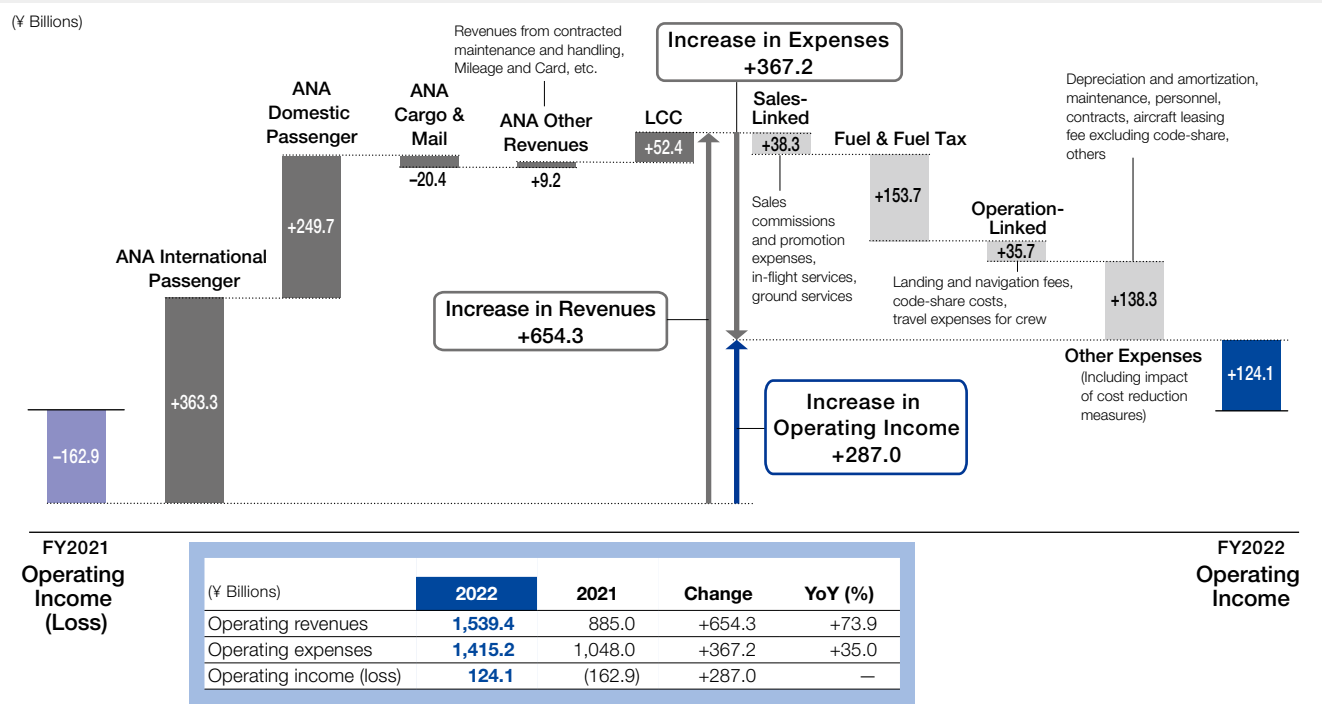 (¥ Billions)
Revenues from contracted
maintenance and handling,
Mileage and Card, etc.
Increase in Expenses
+367.2
ANA
Domestic
Passenger
ANA
Cargo &
Mail
ANA Other
Revenues
LCC
Sales-
Linked
Fuel & Fuel Tax
Depreciation and amortization,
maintenance, personnel,
contracts, aircraft leasing
fee excluding code-share,
others
+52.4
+38.3
−20.4
+9.2
+249.7
+153.7
Sales
commissions
and promotion
expenses,
in-flight services,
ground services
Operation-
Linked
+35.7
Landing and navigation fees,
code-share costs,
travel expenses for crew
ANA International
Passenger
+138.3
Increase in Revenues
+654.3
Other Expenses
(Including impact
of cost reduction
measures)
+124.1
+363.3
Increase in
Operating Income
+287.0
−162.9
FY2021
Operating
Income
(Loss)
FY2022
Operating
Income
(¥ Billions) 2022 2021 Change YoY (%)
Operating revenues 1,539.4 885.0 +654.3 +73.9
Operating expenses 1,415.2 1,048.0 +367.2 +35.0
Operating income (loss) 124.1 (162.9) +287.0 —